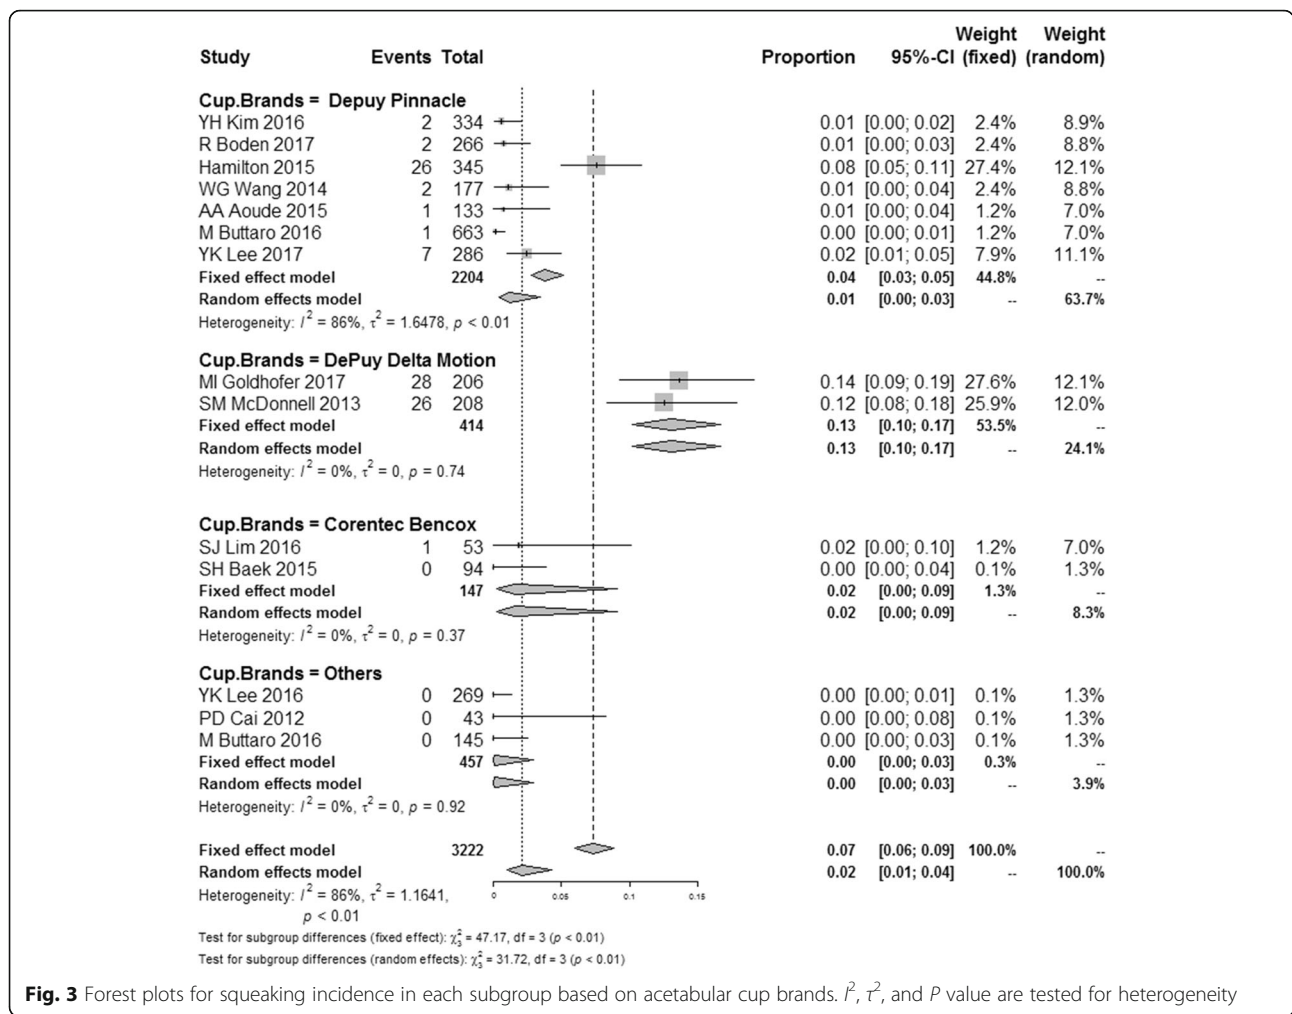 Weight Weight
Study Events Total Proportion 95%-CI (fixed) (random)
Cup.Brands = Depuy Pinnacle
YH Kim 2016 2 334 0.01 [0.00; 0.02] 2.4% 8.9%
R Boden 2017 2 266 0.01 [0.00; 0.03] 2.4% 8.8%
Hamilton 2015 26 345 0.08 [0.05; 0.11] 27.4% 12.1%
WG Wang 2014 2 177 0.01 [0.00; 0.04] 2.4% 8.8%
AA Aoude 2015 1 133 0.01 [0.00; 0.04] 1.2% 7.0%
M Buttaro 2016 1 663 0.00 [0.00; 0.01] 1.2% 7.0%
YK Lee 2017 7 286 0.02 [0.01; 0.05] 7.9% 11.1%
Fixed effect model 2204 0.04 [0.03; 0.05] 44.8% --
Random effects model 0.01 [0.00; 0.03] -- 63.7%
Heterogeneity: I² = 86%, τ² = 1.6478, p < 0.01
Cup.Brands = DePuy Delta Motion
MI Goldhofer 2017 28 206 0.14 [0.09; 0.19] 27.6% 12.1%
SM McDonnell 2013 26 208 0.12 [0.08; 0.18] 25.9% 12.0%
Fixed effect model 414 0.13 [0.10; 0.17] 53.5% --
Random effects model 0.13 [0.10; 0.17] -- 24.1%
Heterogeneity: I² = 0%, τ² = 0, p = 0.74
Cup.Brands = Corentec Bencox
SJ Lim 2016 1 53 0.02 [0.00; 0.10] 1.2% 7.0%
SH Baek 2015 0 94 0.00 [0.00; 0.04] 0.1% 1.3%
Fixed effect model 147 0.02 [0.00; 0.09] 1.3% --
Random effects model 0.02 [0.00; 0.09] -- 8.3%
Heterogeneity: I² = 0%, τ² = 0, p = 0.37
Cup.Brands = Others
YK Lee 2016 0 269 0.00 [0.00; 0.01] 0.1% 1.3%
PD Cai 2012 0 43 0.00 [0.00; 0.08] 0.1% 1.3%
M Buttaro 2016 0 145 0.00 [0.00; 0.03] 0.1% 1.3%
Fixed effect model 457 0.00 [0.00; 0.03] 0.3% --
Random effects model 0.00 [0.00; 0.03] -- 3.9%
Heterogeneity: I² = 0%, τ² = 0, p = 0.92
Fixed effect model 3222 0.07 [0.06; 0.09] 100.0% --
Random effects model 0.02 [0.01; 0.04] -- 100.0%
Heterogeneity: I² = 86%, τ² = 1.1641,
p < 0.01
0 0.05 0.1 0.15
Test for subgroup differences (fixed effect): χ²₃ = 47.17, df = 3 (p < 0.01)
Test for subgroup differences (random effects): χ²₃ = 31.72, df = 3 (p < 0.01)
Fig. 3 Forest plots for squeaking incidence in each subgroup based on acetabular cup brands. I², τ², and P value are tested for heterogeneity